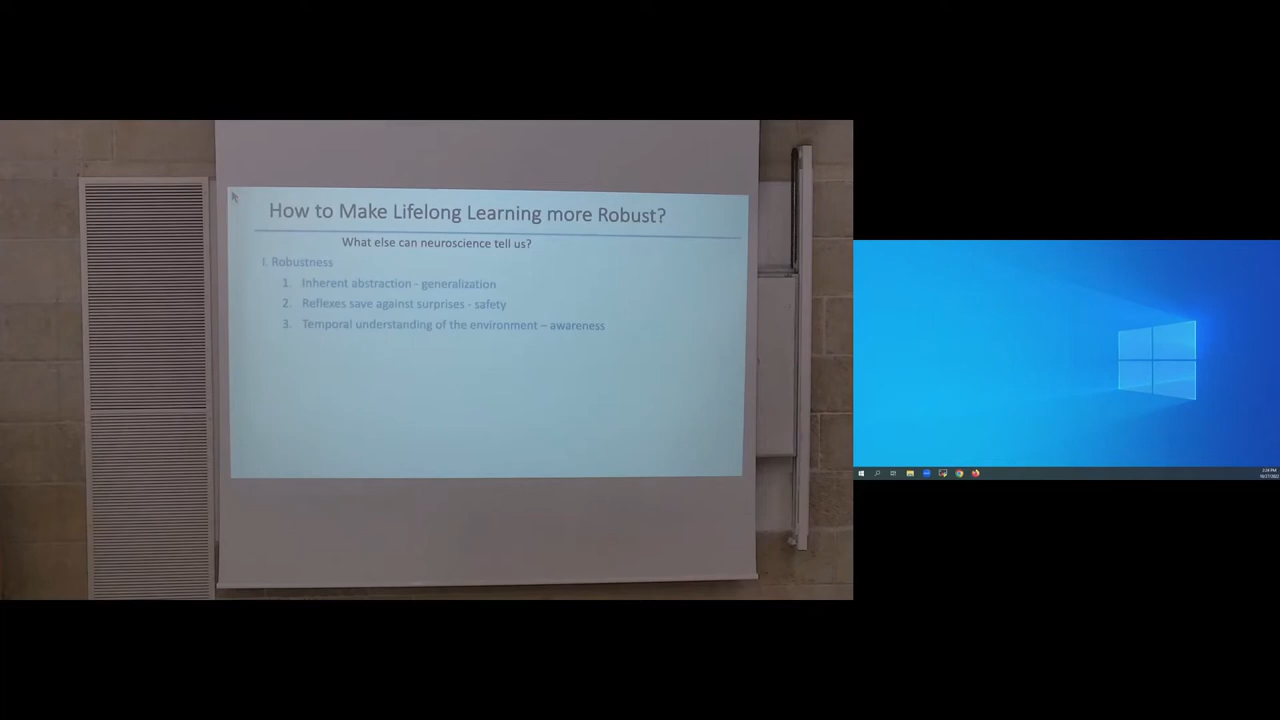 How to Make Lifelong Learning more Robust?
What else can neuroscience tell us?
I. Robustness
1. Inherent abstraction - generalization
2. Reflexes save against surprises - safety
3. Temporal understanding of the environment – awareness